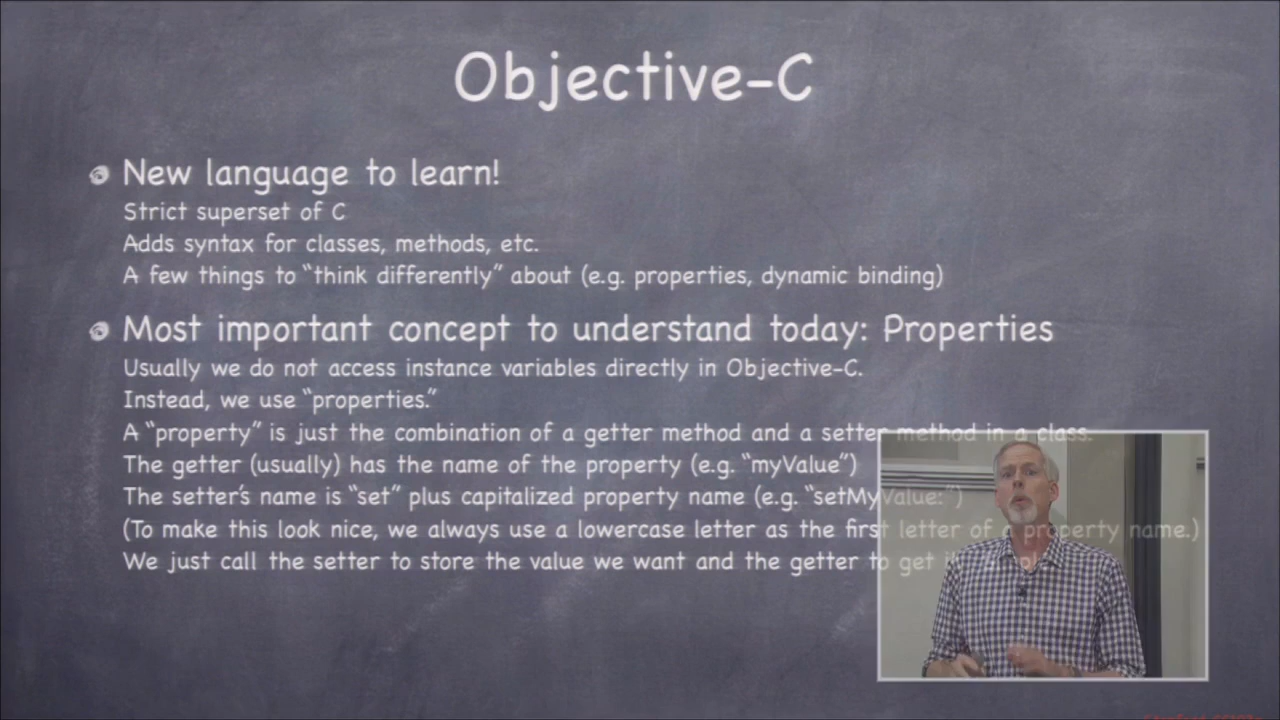 Objective-C
New language to learn!
Strict superset of C
Adds syntax for classes, methods, etc.
A few things to “think differently” about (e.g. properties, dynamic binding)
Most important concept to understand today: Properties
Usually we do not access instance variables directly in Objective-C.
Instead, we use “properties.”
A “property” is just the combination of a getter method and a setter method in a class.
The getter (usually) has the name of the property (e.g. “myValue”)
The setter’s name is “set” plus capitalized property name (e.g. “setMyValue:”)
(To make this look nice, we always use a lowercase letter as the first letter of a property name.)
We just call the setter to store the value we want and the getter to get